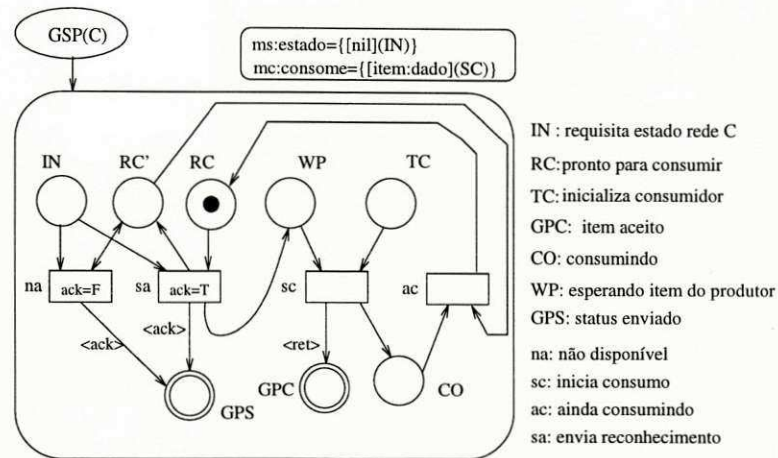 GSP(C)
ms:estado={[nil](IN)}
mc:consome={[item:dado](SC)}
IN
RC'
RC
WP
TC
na
ack=F
sa
ack=T
sc
ac
<ack>
<ack>
<ret>
GPS
GPC
CO
IN : requisita estado rede C
RC:pronto para consumir
TC: inicializa consumidor
GPC: item aceito
CO: consumindo
WP: esperando item do produtor
GPS: status enviado
na: não disponível
sc: inicia consumo
ac: ainda consumindo
sa: envia reconhecimento